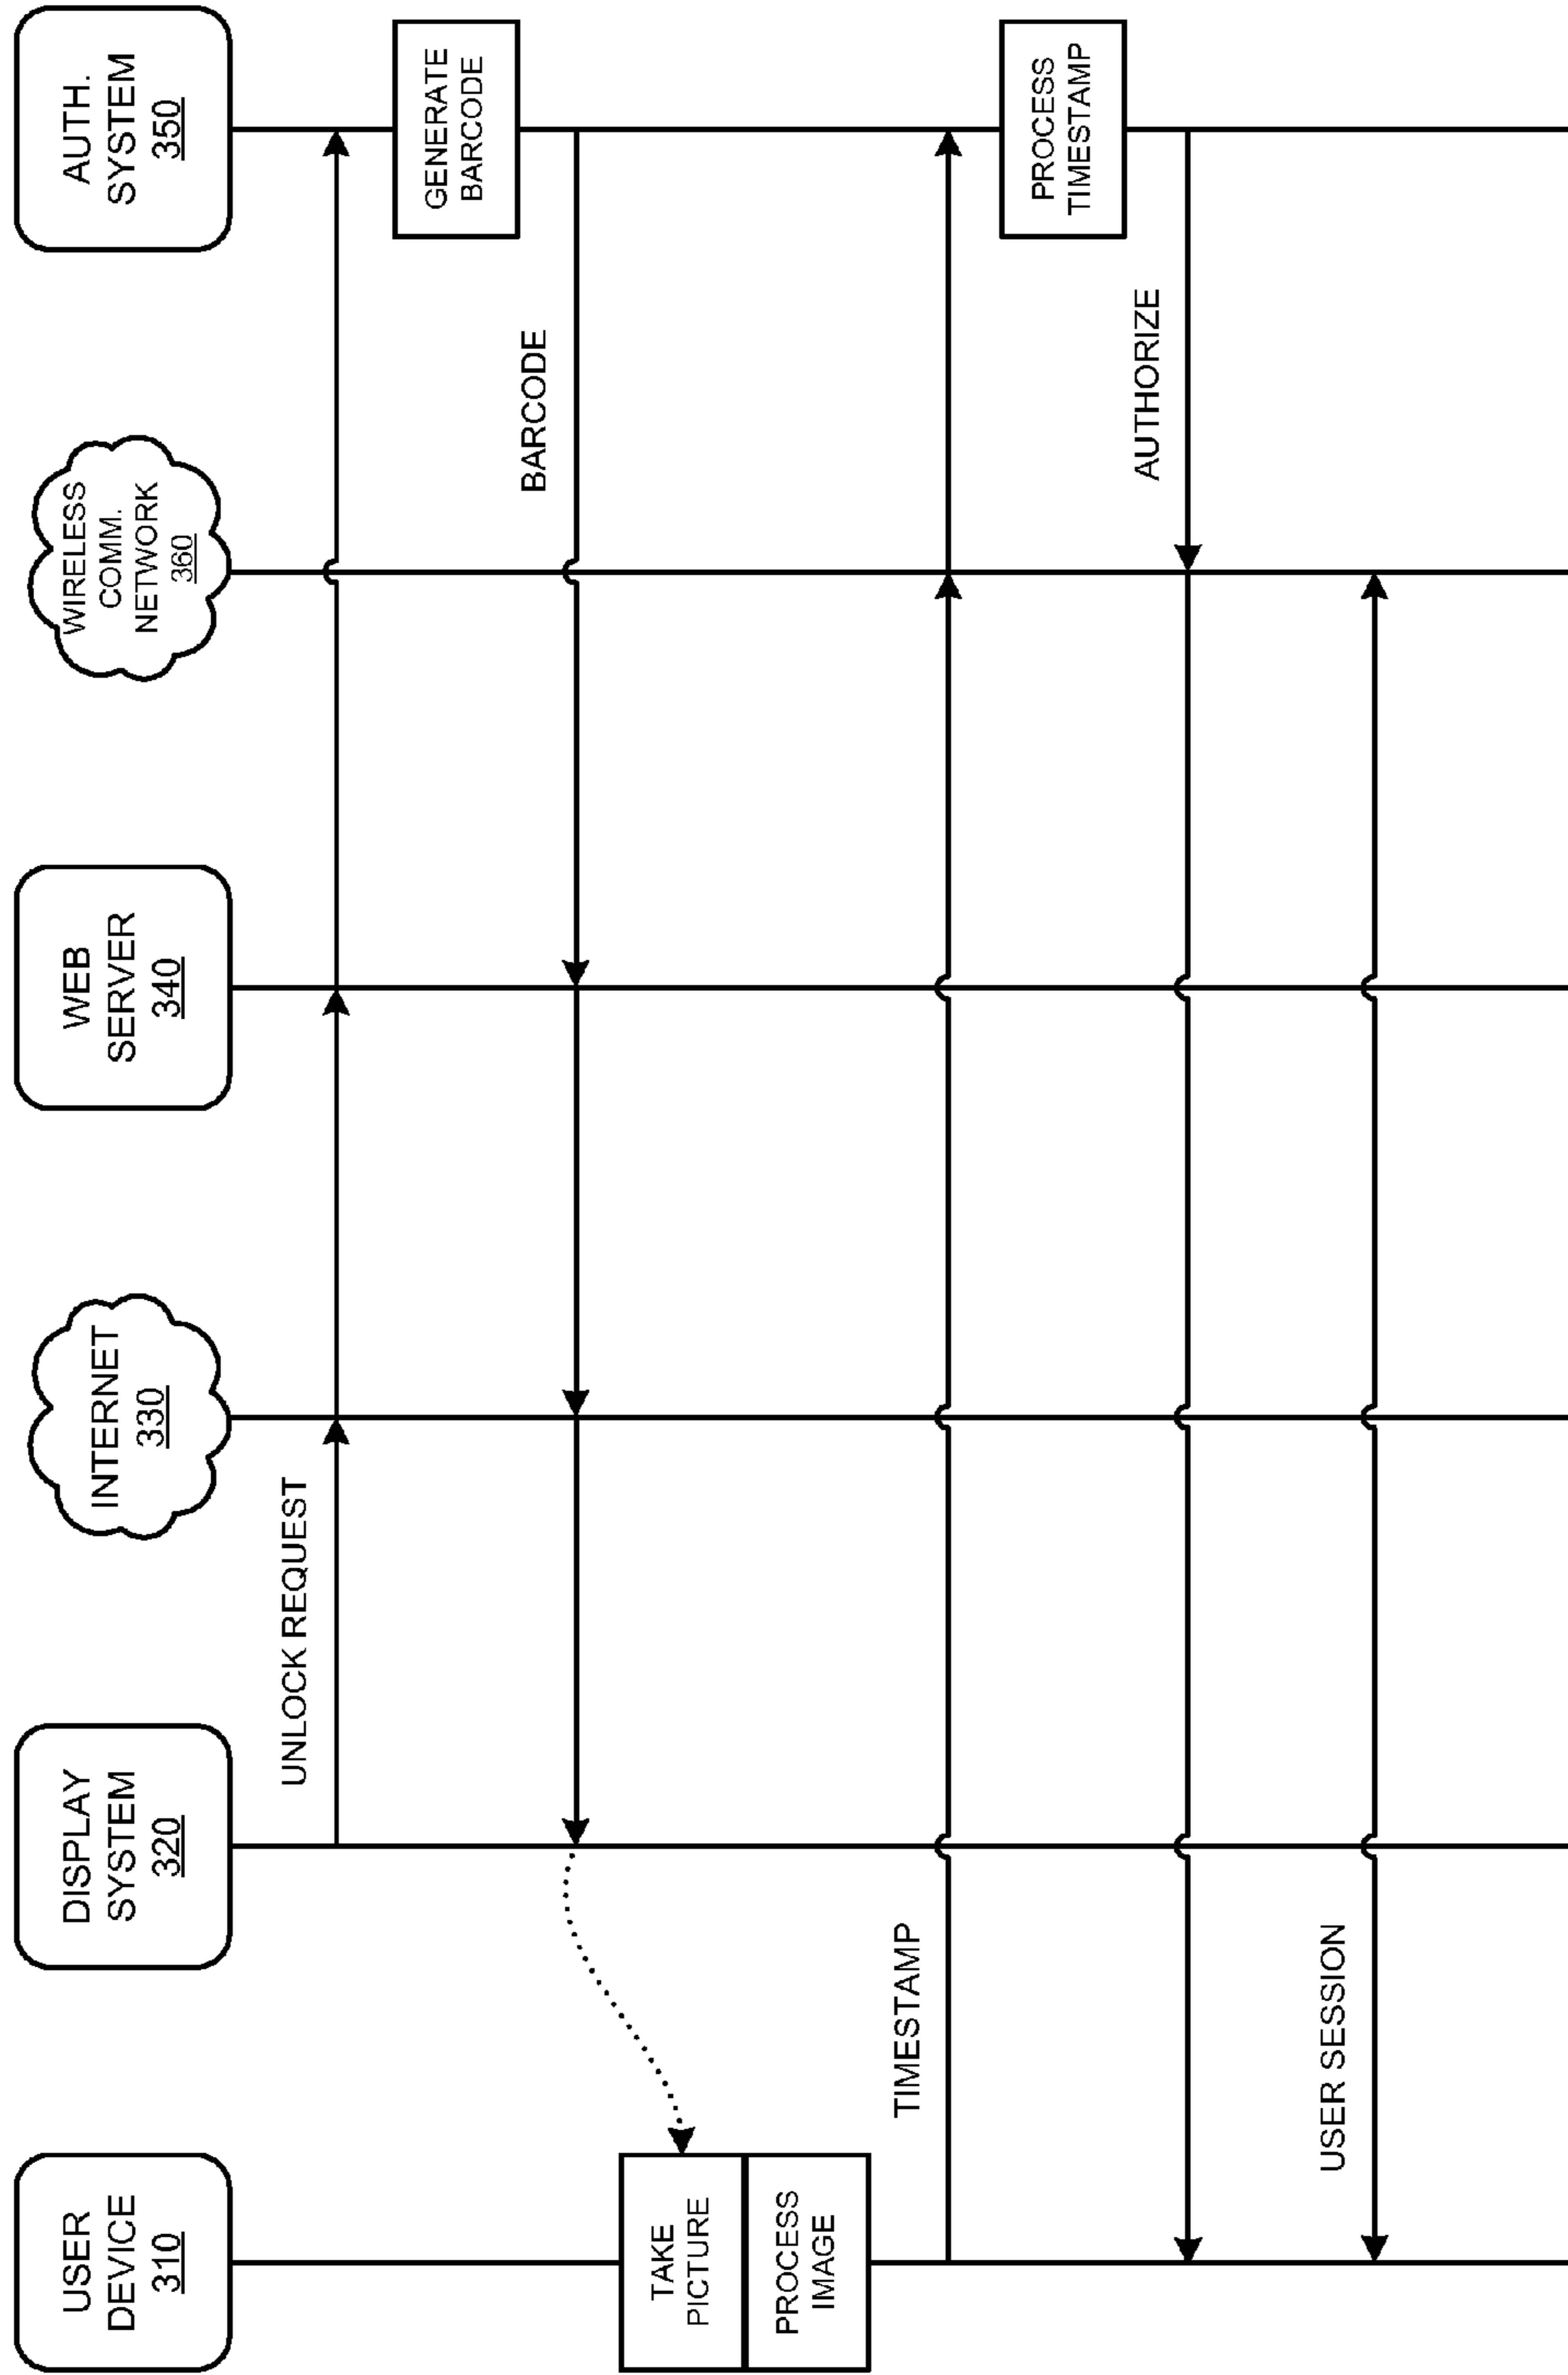 USER
DEVICE
310
DISPLAY
SYSTEM
320
INTERNET
330
WEB
SERVER
340
WIRELESS
COMM.
NETWORK
360
AUTH.
SYSTEM
350
UNLOCK REQUEST
GENERATE
BARCODE
BARCODE
TAKE
PICTURE
PROCESS
IMAGE
TIMESTAMP
PROCESS
TIMESTAMP
AUTHORIZE
USER SESSION